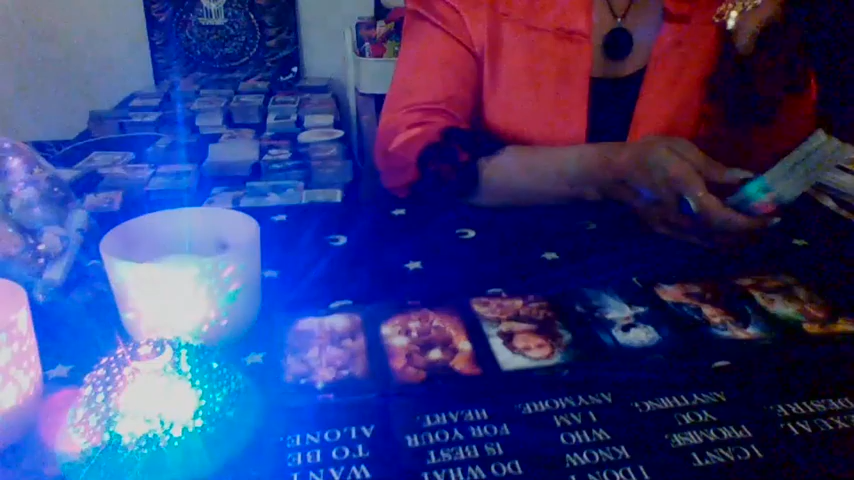 WANT
TO BE
ALONE.
DO WHAT
IS BEST
FOR YOUR
HEART.
I DON'T
KNOW
WHO
I AM
ANYMORE.
I CAN'T
PROMISE
YOU
ANYTHING.
DESIRE.